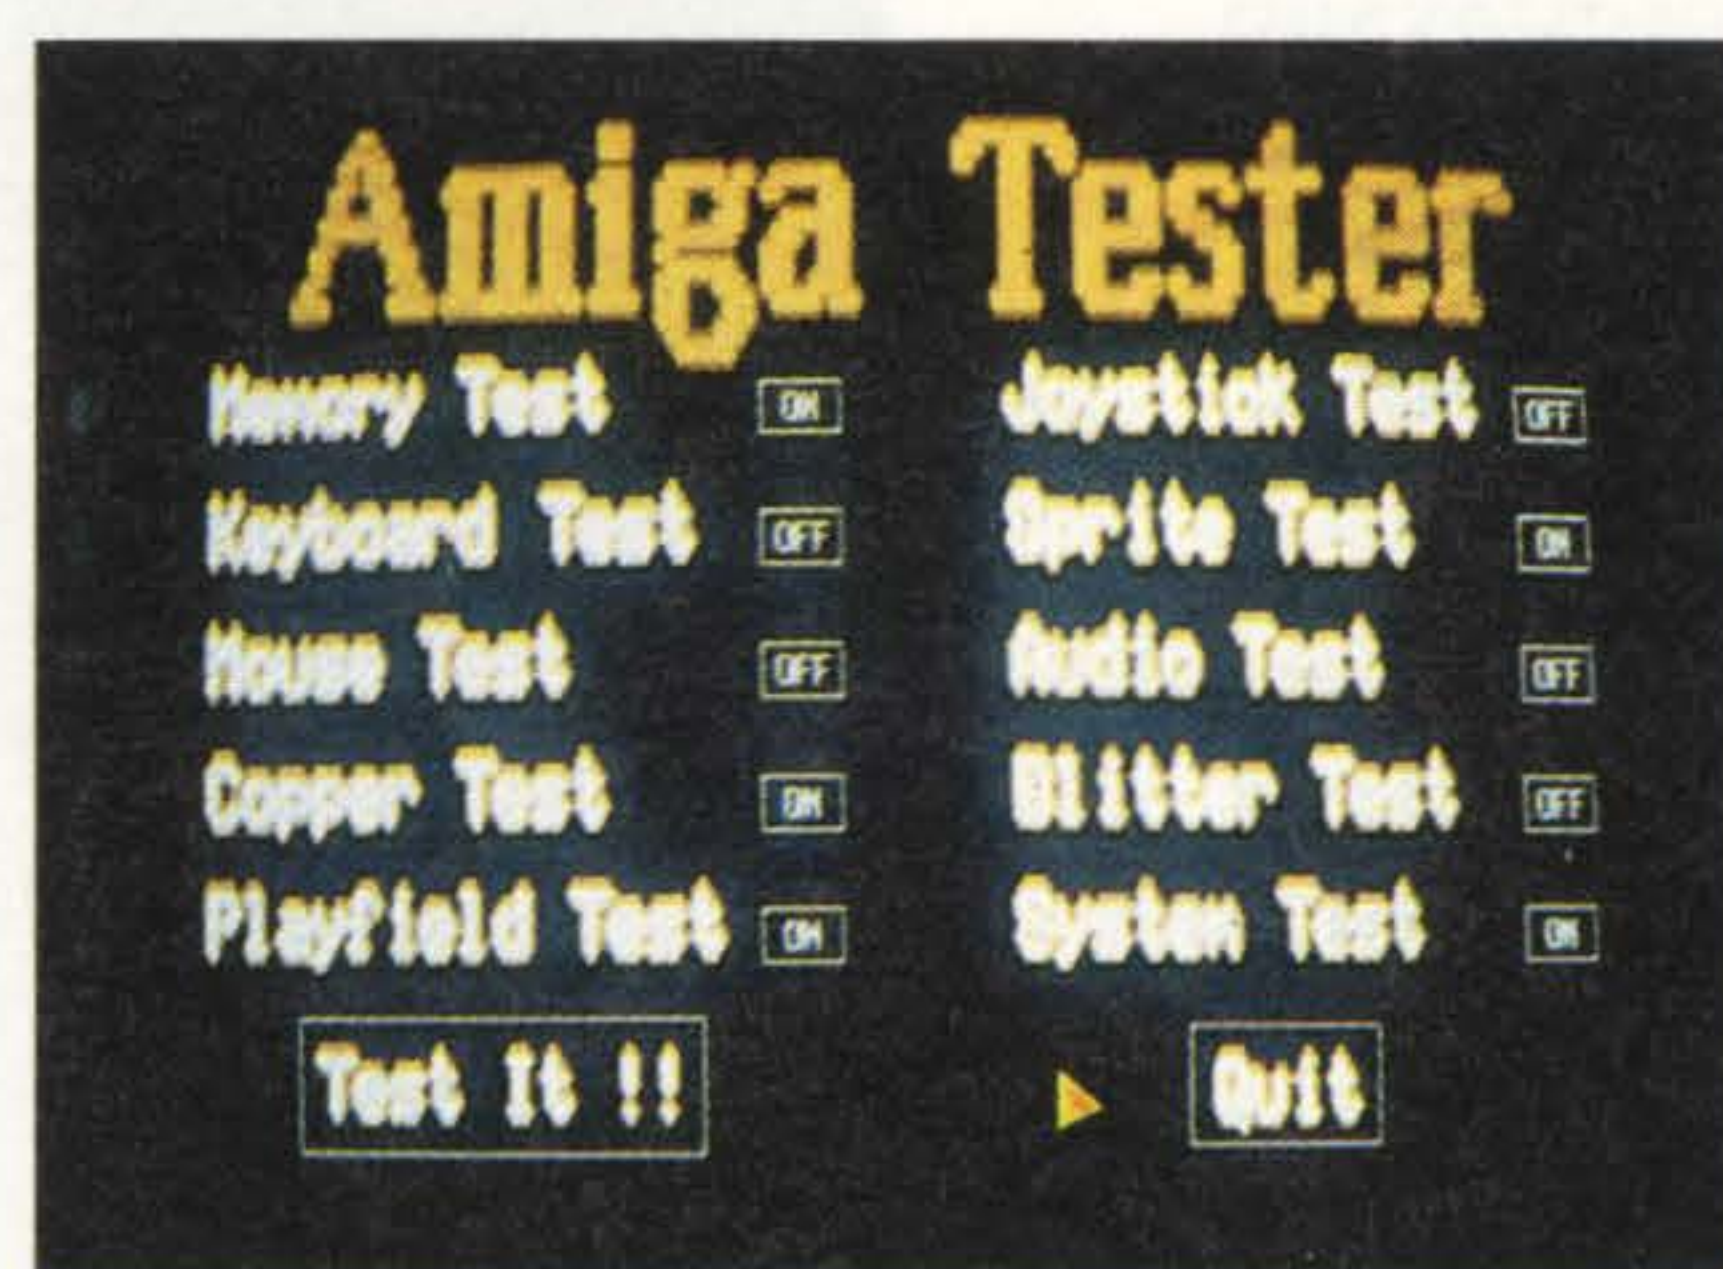 Amiga Tester
Memory Test ON Joystick Test OFF
Keyboard Test OFF Sprite Test ON
Mouse Test OFF Audio Test OFF
Copper Test ON Blitter Test OFF
Playfield Test ON System Test ON
Test It !! Quit